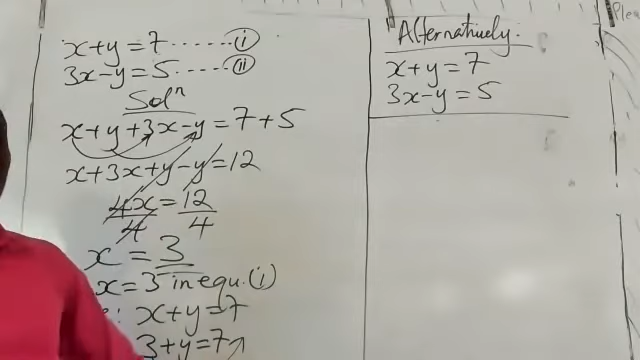 x+y=7 ......(i)
3x-y=5 ....(ii)
Solⁿ
x+y+3x-y=7+5
x+3x+y-y=12
4x/4=12/4
x=3
x=3 in equ.(i)
: x+y=7
3+y=7
Alternatively:
x+y=7
3x-y=5